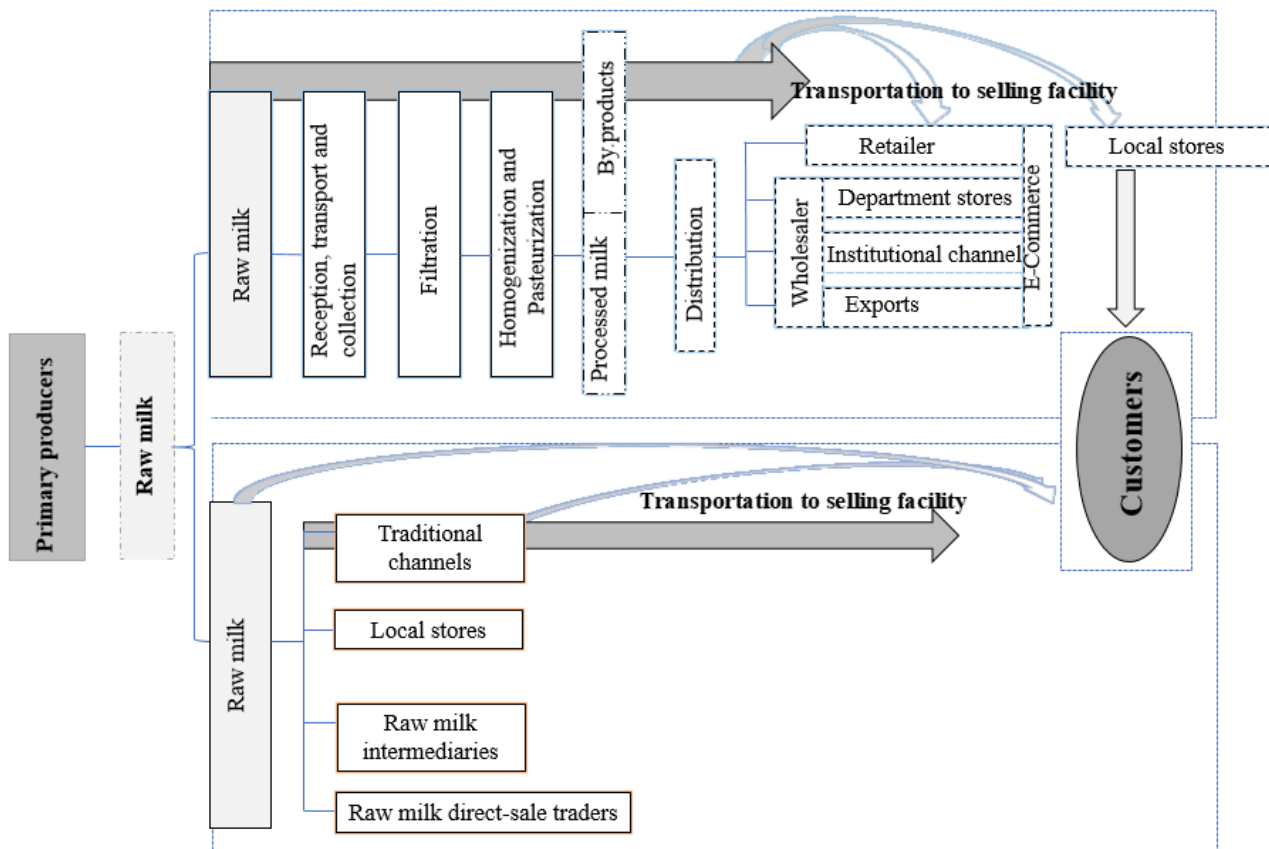 Primary producers
Raw milk
Raw milk
Reception, transport and
collection
Filtration
Homogenization and
Pasteurization
By.products
Processed milk
Distribution
Transportation to selling facility
Retailer
Wholesaler
Department stores
Institutional channel
Exports
E-Commerce
Local stores
Customers
Raw milk
Transportation to selling facility
Traditional
channels
Local stores
Raw milk
intermediaries
Raw milk direct-sale traders